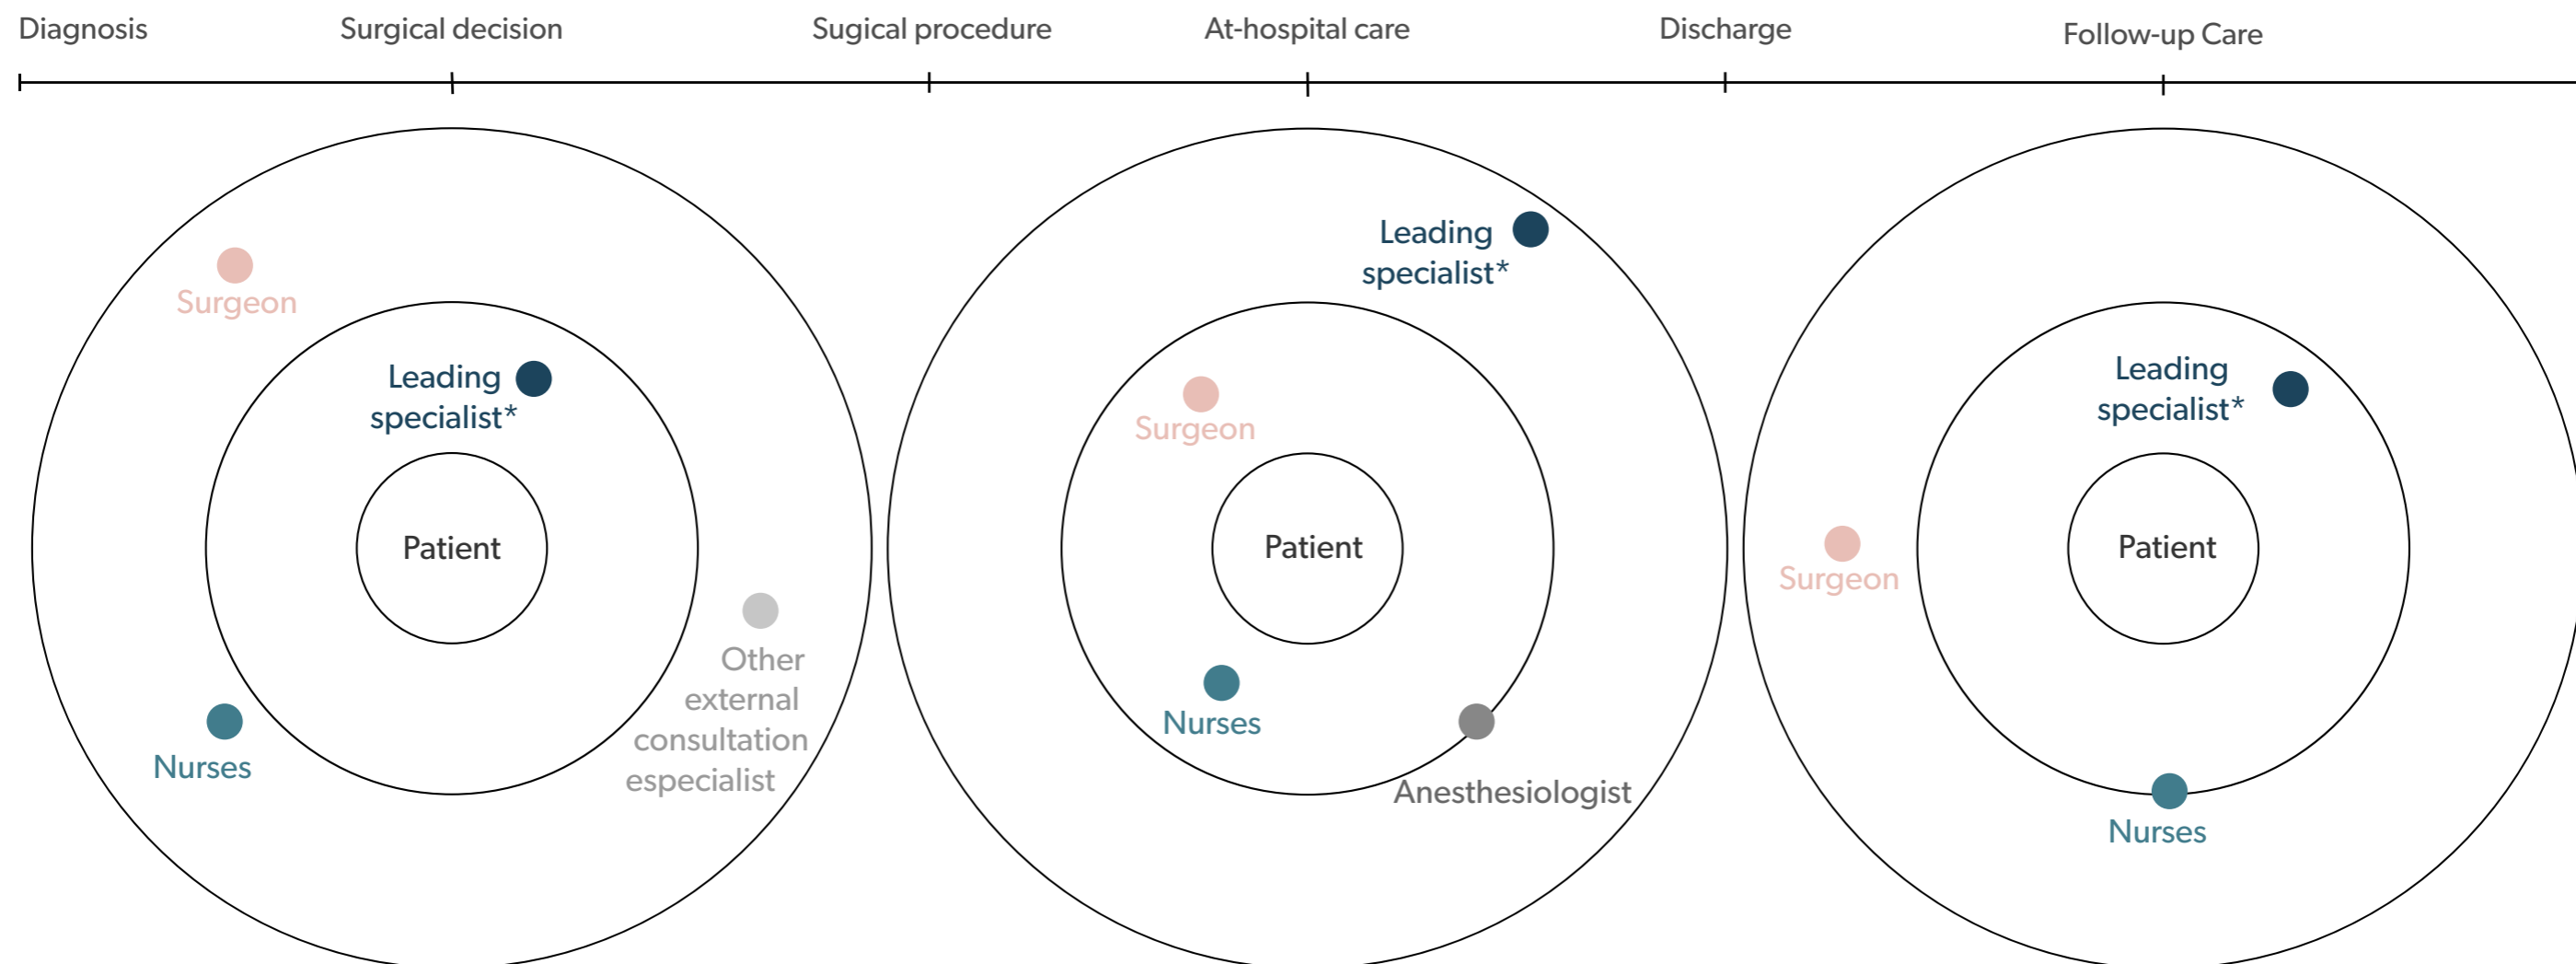 Diagnosis
Surgical decision
Sugical procedure
At-hospital care
Discharge
Follow-up Care
Surgeon
Leading
specialist*
Patient
Nurses
Other
external
consultation
especialist
Leading
specialist*
Surgeon
Patient
Nurses
Anesthesiologist
Leading
specialist*
Surgeon
Patient
Nurses